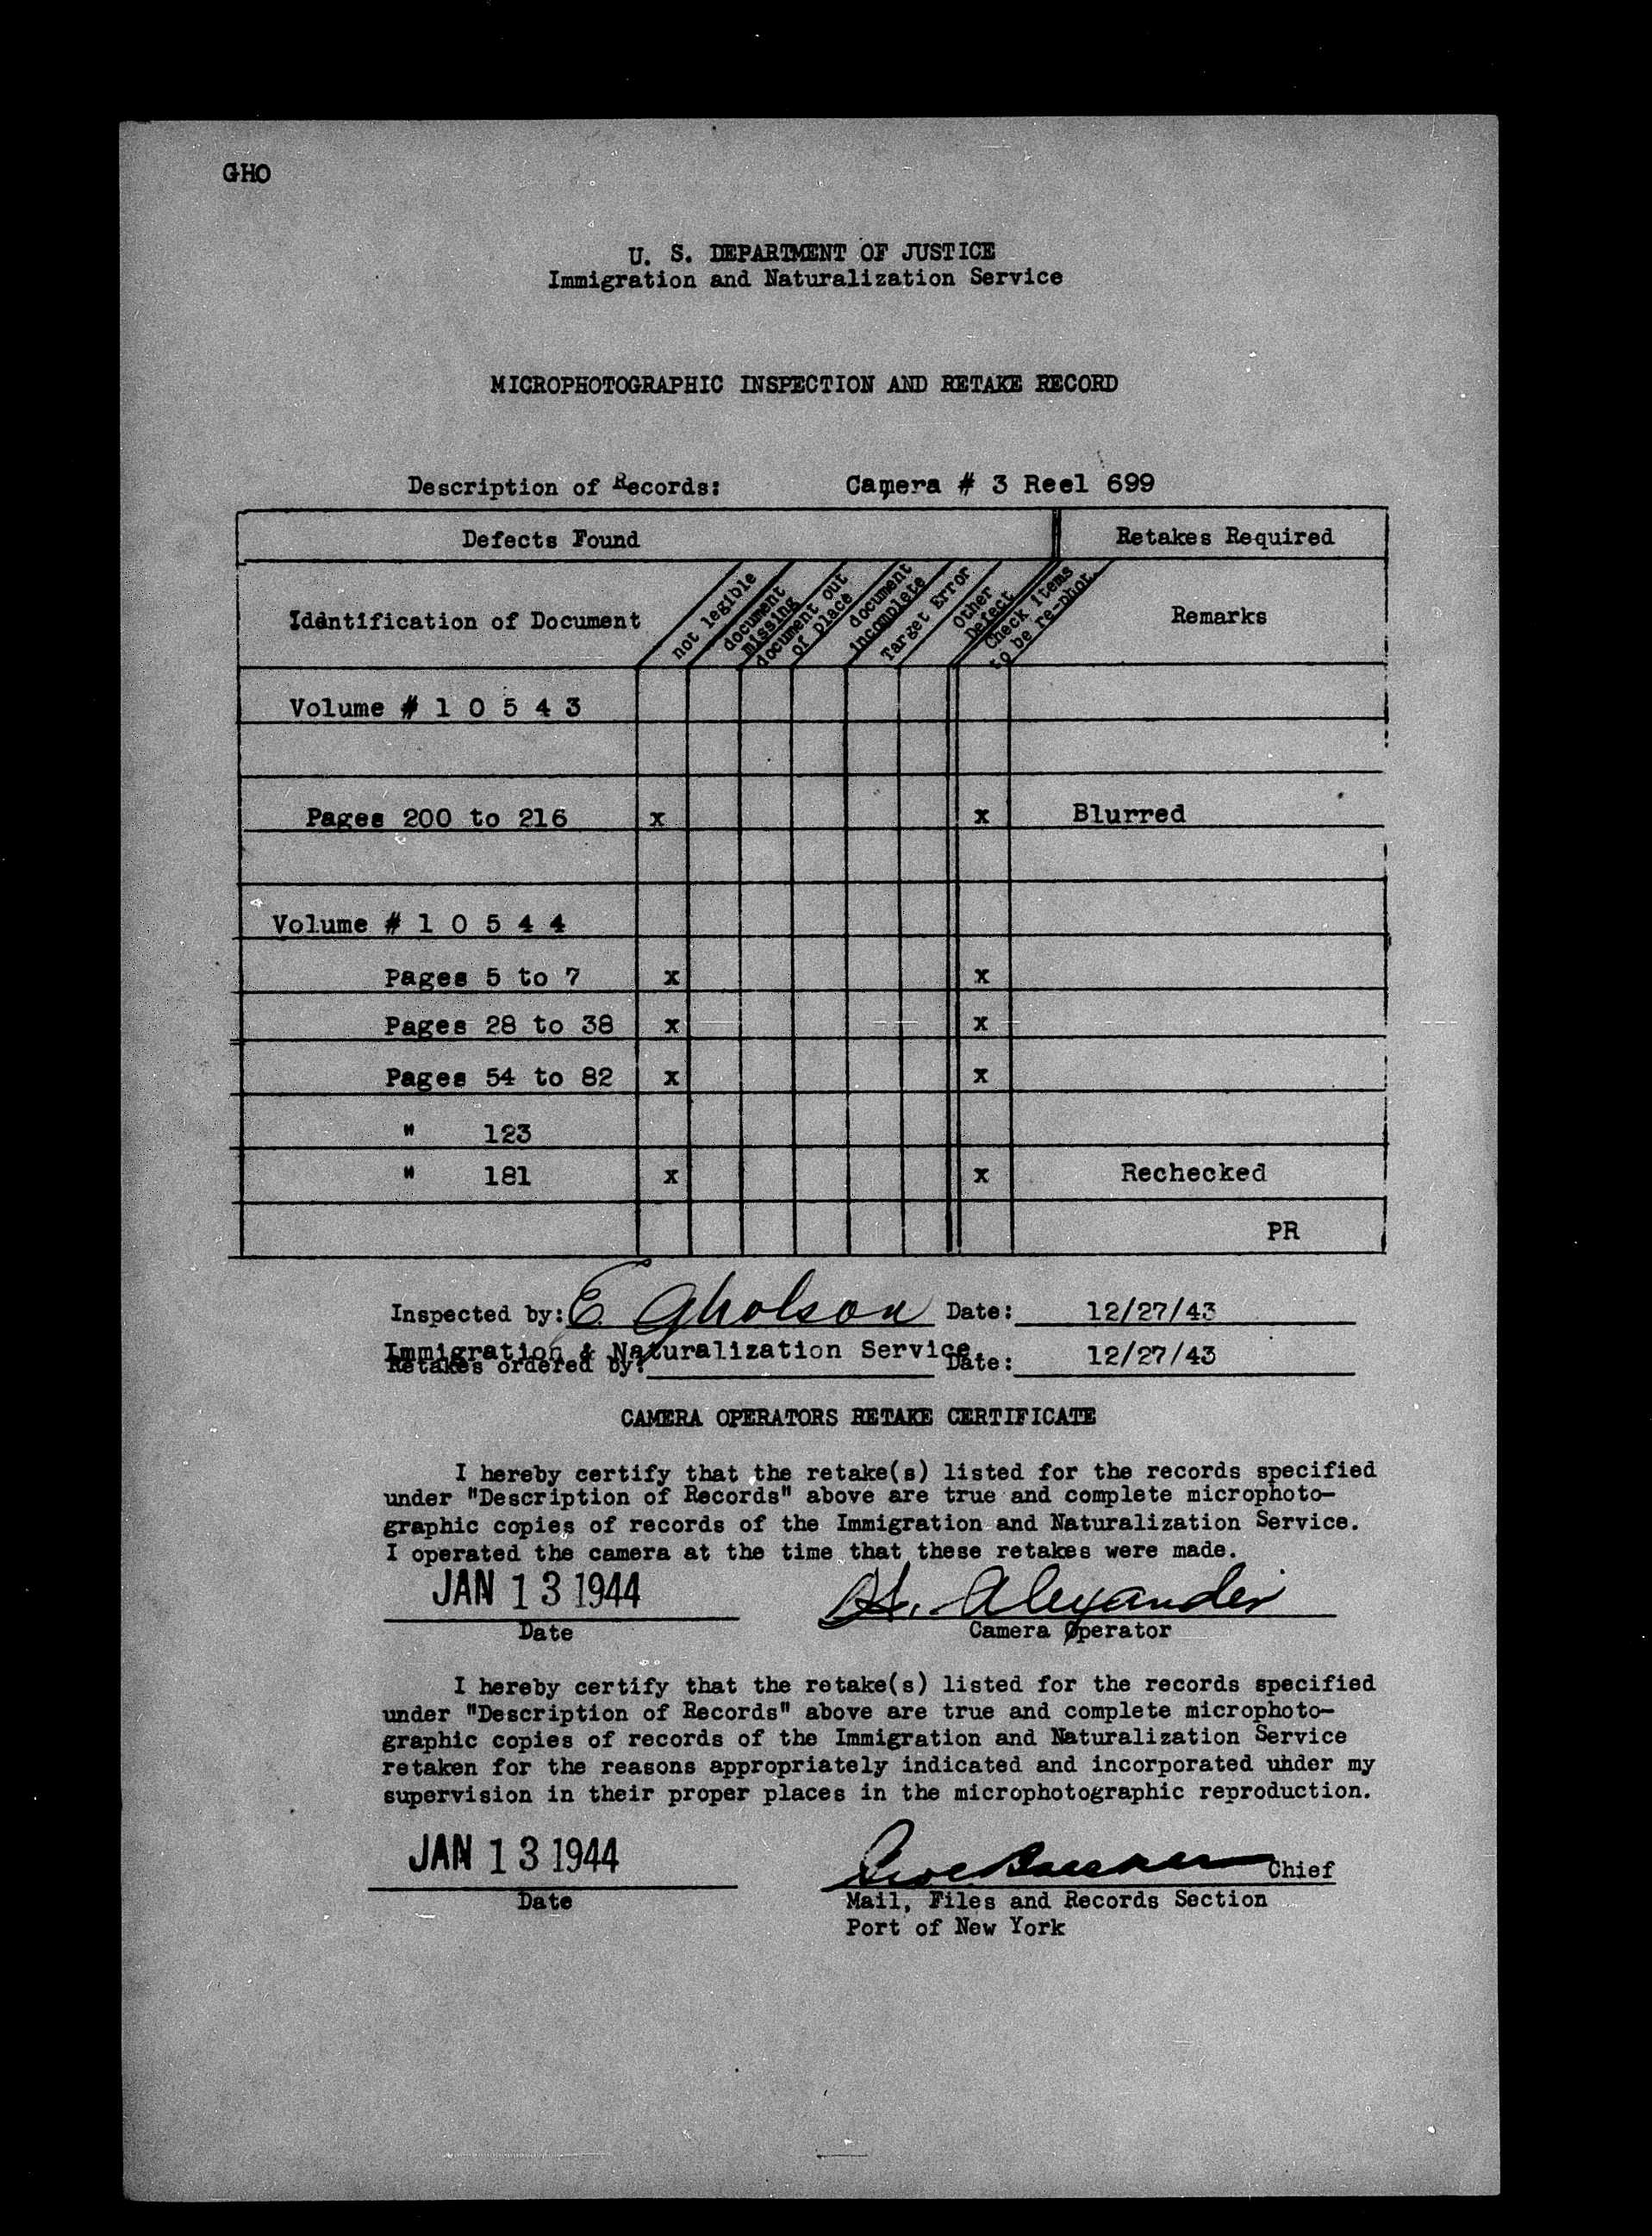 GHO
U. S. DEPARTMENT OF JUSTICE
Immigration and Naturalization Service
MICROPHOTOGRAPHIC INSPECTION AND RETAKE RECORD
Description of Records: Camera # 3 Reel 699
Defects Found Retakes Required
Identification of Document
not legible
document
missing
document out
of place
document
incomplete
Target Error
Other
Defect
Check Items
to be re-phot.
Remarks
Volume # 1 0 5 4 3
Pages 200 to 216 x x Blurred
Volume # 1 0 5 4 4
Pages 5 to 7 x x
Pages 28 to 38 x x
Pages 54 to 82 x x
" 123
" 181 x x Rechecked
PR
Inspected by: E Gholson Date: 12/27/43
Immigration & Naturalization Service
Retakes ordered by: Date: 12/27/43
CAMERA OPERATORS RETAKE CERTIFICATE
I hereby certify that the retake(s) listed for the records specified
under "Description of Records" above are true and complete microphoto-
graphic copies of records of the Immigration and Naturalization Service.
I operated the camera at the time that these retakes were made.
JAN 13 1944 H. Alexander
Date Camera Operator
I hereby certify that the retake(s) listed for the records specified
under "Description of Records" above are true and complete microphoto-
graphic copies of records of the Immigration and Naturalization Service
retaken for the reasons appropriately indicated and incorporated uhder my
supervision in their proper places in the microphotographic reproduction.
JAN 13 1944 Chief
Date Mail, Files and Records Section
Port of New York